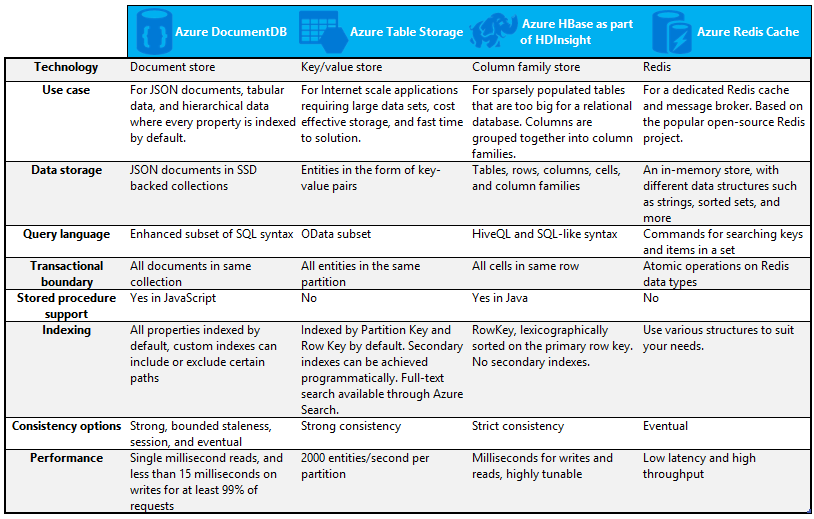 Azure DocumentDB
Azure Table Storage
Azure HBase as part
of HDInsight
Azure Redis Cache
Technology
Document store
Key/value store
Column family store
Redis
Use case
For JSON documents, tabular
data, and hierarchical data
where every property is indexed
by default.
For Internet scale applications
requiring large data sets, cost
effective storage, and fast time
to solution.
For sparsely populated tables
that are too big for a relational
database. Columns are
grouped together into column
families.
For a dedicated Redis cache
and message broker. Based on
the popular open-source Redis
project.
Data storage
JSON documents in SSD
backed collections
Entities in the form of key-
value pairs
Tables, rows, columns, cells,
and column families
An in-memory store, with
different data structures such
as strings, sorted sets, and
more
Query language
Enhanced subset of SQL syntax
OData subset
HiveQL and SQL-like syntax
Commands for searching keys
and items in a set
Transactional
boundary
All documents in same
collection
All entities in the same
partition
All cells in same row
Atomic operations on Redis
data types
Stored procedure
support
Yes in JavaScript
No
Yes in Java
No
Indexing
All properties indexed by
default, custom indexes can
include or exclude certain
paths
Indexed by Partition Key and
Row Key by default. Secondary
indexes can be achieved
programmatically. Full-text
search available through Azure
Search.
RowKey, lexicographically
sorted on the primary row key.
No secondary indexes.
Use various structures to suit
your needs.
Consistency options
Strong, bounded staleness,
session, and eventual
Strong consistency
Strict consistency
Eventual
Performance
Single millisecond reads, and
less than 15 milliseconds on
writes for at least 99% of
requests
2000 entities/second per
partition
Milliseconds for writes and
reads, highly tunable
Low latency and high
throughput